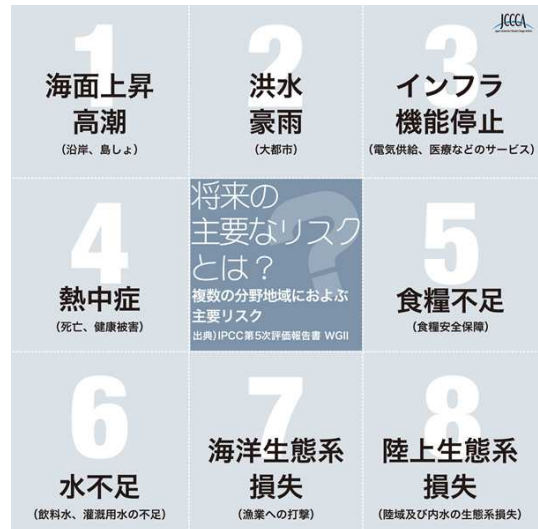 JCCCA
1
海面上昇
高潮
(沿岸、島しょ)
2
洪水
豪雨
(大都市)
3
インフラ
機能停止
(電気供給、医療などのサービス)
4
熱中症
(死亡、健康被害)
将来の
主要なリスク
とは?
複数の分野地域におよぶ
主要リスク
出典)IPCC第5次評価報告書 WGII
5
食糧不足
(食糧安全保障)
6
水不足
(飲料水、灌漑用水の不足)
7
海洋生態系
損失
(漁業への打撃)
8
陸上生態系
損失
(陸域及び内水の生態系損失)